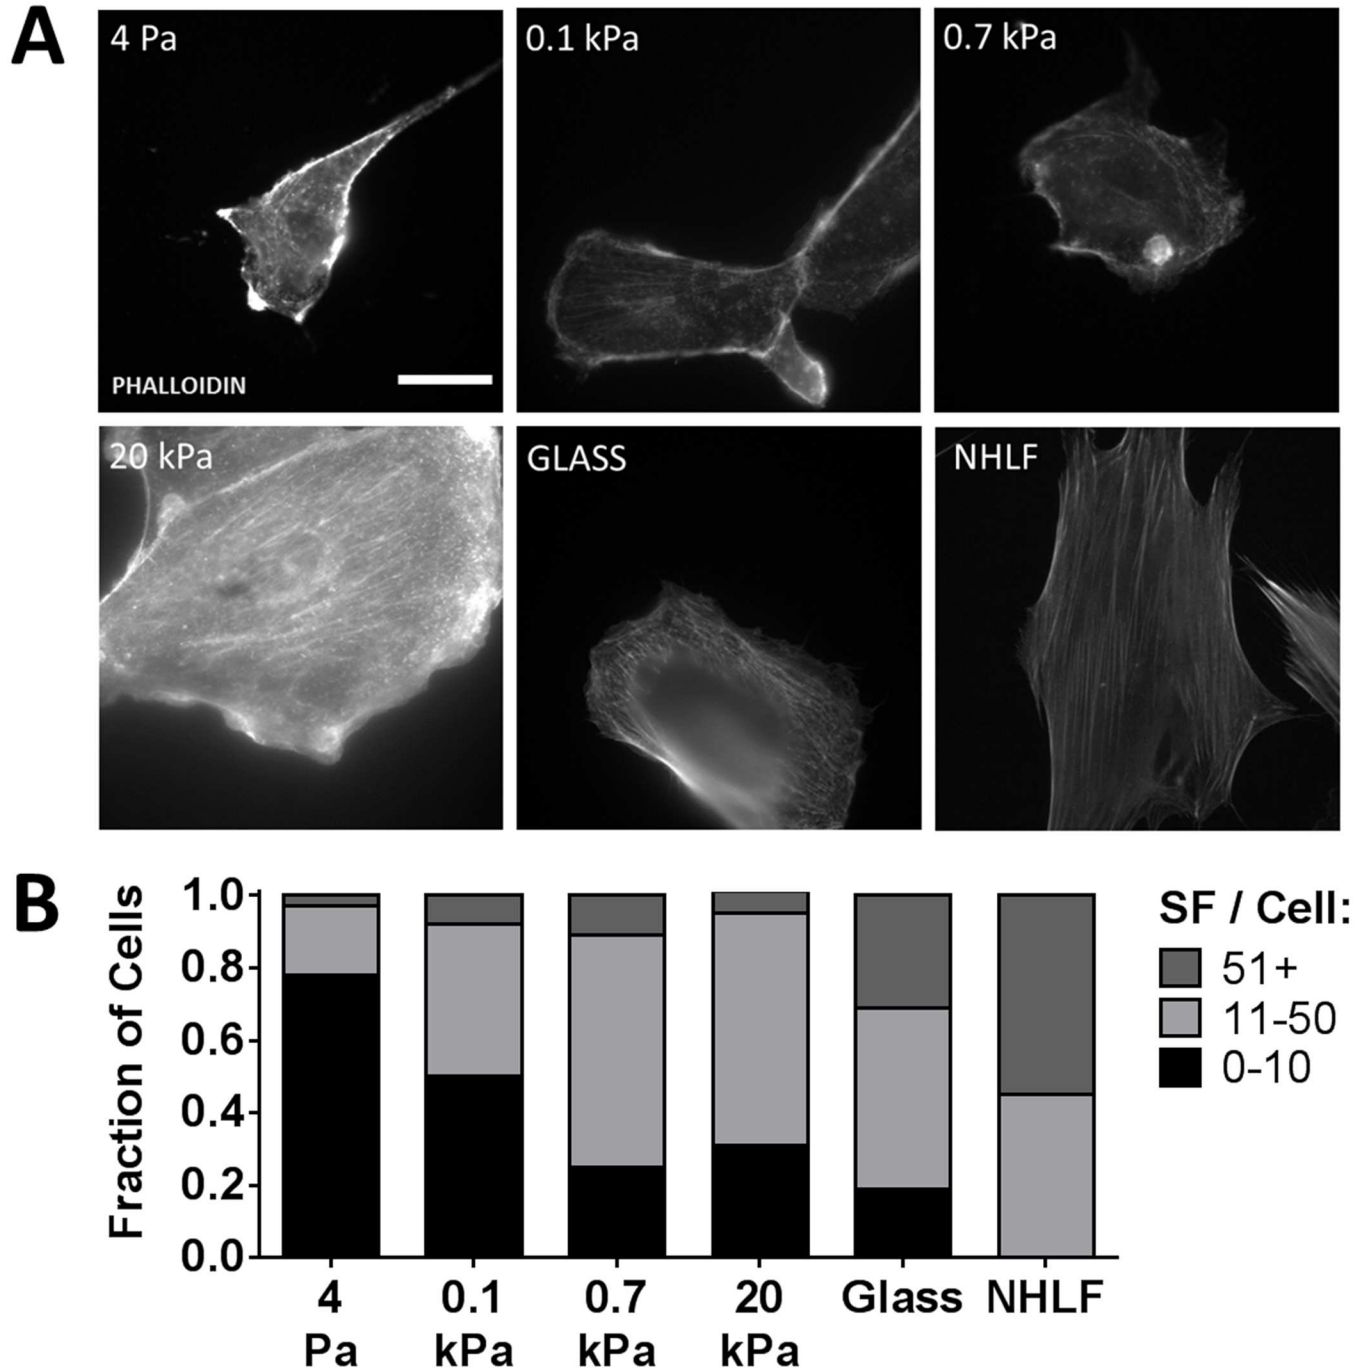 A
4 Pa
0.1 kPa
0.7 kPa
PHALLOIDIN
20 kPa
GLASS
NHLF
B
Fraction of Cells
1.0
0.8
0.6
0.4
0.2
0.0
4 Pa
0.1 kPa
0.7 kPa
20 kPa
Glass
NHLF
SF / Cell:
51+
11-50
0-10